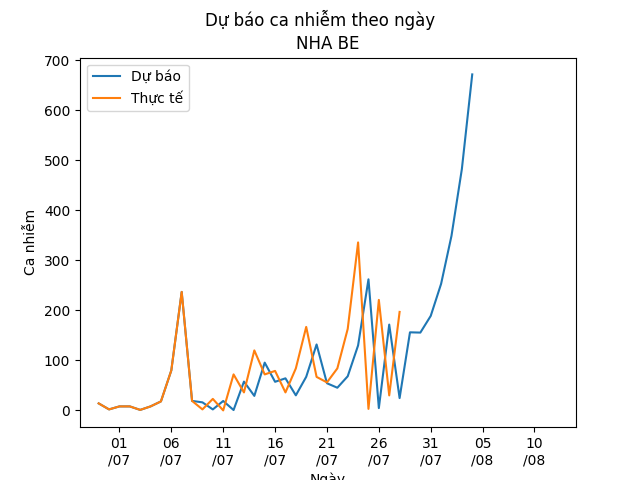 Dự báo ca nhiễm theo ngày
NHA BE
Dự báo
Thực tế
Ca nhiễm
700
600
500
400
300
200
100
0
01 06 11 16 21 26 31 05 10
/07 /07 /07 /07 /07 /07 /07 /08 /08
Ngày